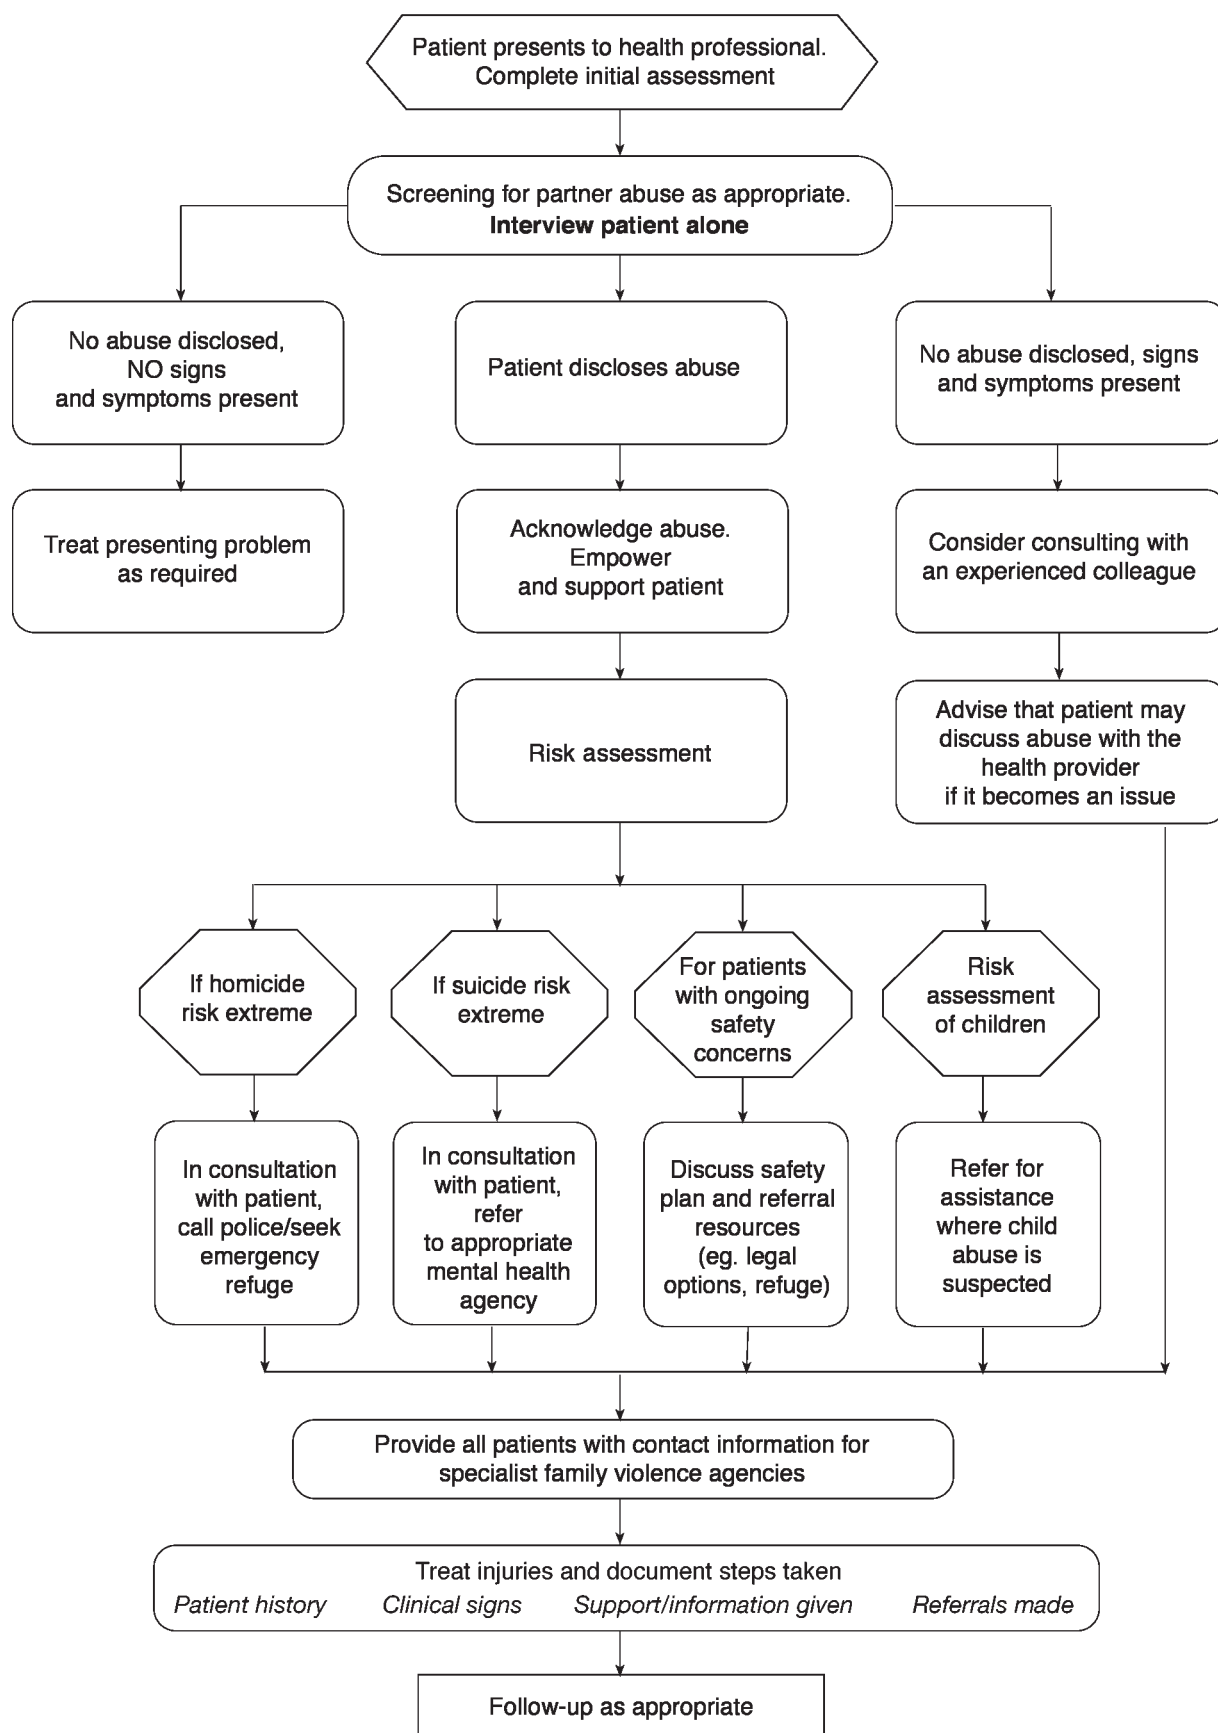 Patient presents to health professional.
Complete initial assessment
Screening for partner abuse as appropriate.
Interview patient alone
No abuse disclosed,
NO signs
and symptoms present
Patient discloses abuse
No abuse disclosed, signs
and symptoms present
Treat presenting problem
as required
Acknowledge abuse.
Empower
and support patient
Consider consulting with
an experienced colleague
Risk assessment
Advise that patient may
discuss abuse with the
health provider
if it becomes an issue
If homicide
risk extreme
If suicide risk
extreme
For patients
with ongoing
safety
concerns
Risk
assessment
of children
In consultation
with patient,
call police/seek
emergency
refuge
In consultation
with patient,
refer
to appropriate
mental health
agency
Discuss safety
plan and referral
resources
(eg. legal
options, refuge)
Refer for
assistance
where child
abuse is
suspected
Provide all patients with contact information for
specialist family violence agencies
Treat injuries and document steps taken
Patient history Clinical signs Support/information given Referrals made
Follow-up as appropriate